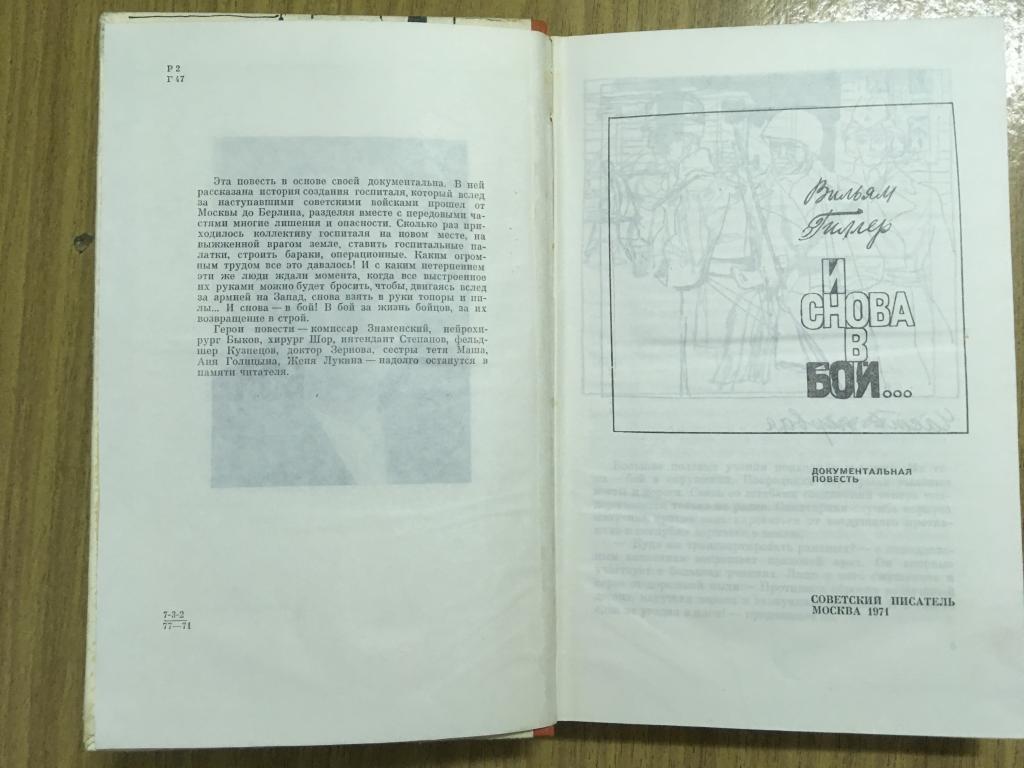 Р 2
Г 47
Эта повесть в основе своей документальна. В ней
рассказана история создания госпиталя, который вслед
за наступавшими советскими войсками прошел от
Москвы до Берлина, разделяя вместе с передовыми ча-
стями многие лишения и опасности. Сколько раз при-
ходилось коллективу госпиталя на новом месте, на
выжженной врагом земле, ставить госпитальные па-
латки, строить бараки, операционные. Каким огром-
ным трудом все это давалось! И с каким нетерпением
эти же люди ждали момента, когда все выстроенное
их руками можно будет бросить, чтобы, двигаясь вслед
за армией на Запад, снова взять в руки топоры и пи-
лы... И снова — в бой! В бой за жизнь бойцов, за их
возвращение в строй.
Герои повести — комиссар Знаменский, нейрохи-
рург Быков, хирург Шор, интендант Степанов, фельд-
шер Кузнецов, доктор Зернова, сестры тетя Маша,
Аня Голицына, Женя Лукина — надолго останутся в
памяти читателя.
7-3-2
77—71
Вильям
Гиллер
И
СНОВА
В
БОЙ...
ДОКУМЕНТАЛЬНАЯ
ПОВЕСТЬ
СОВЕТСКИЙ ПИСАТЕЛЬ
МОСКВА 1971